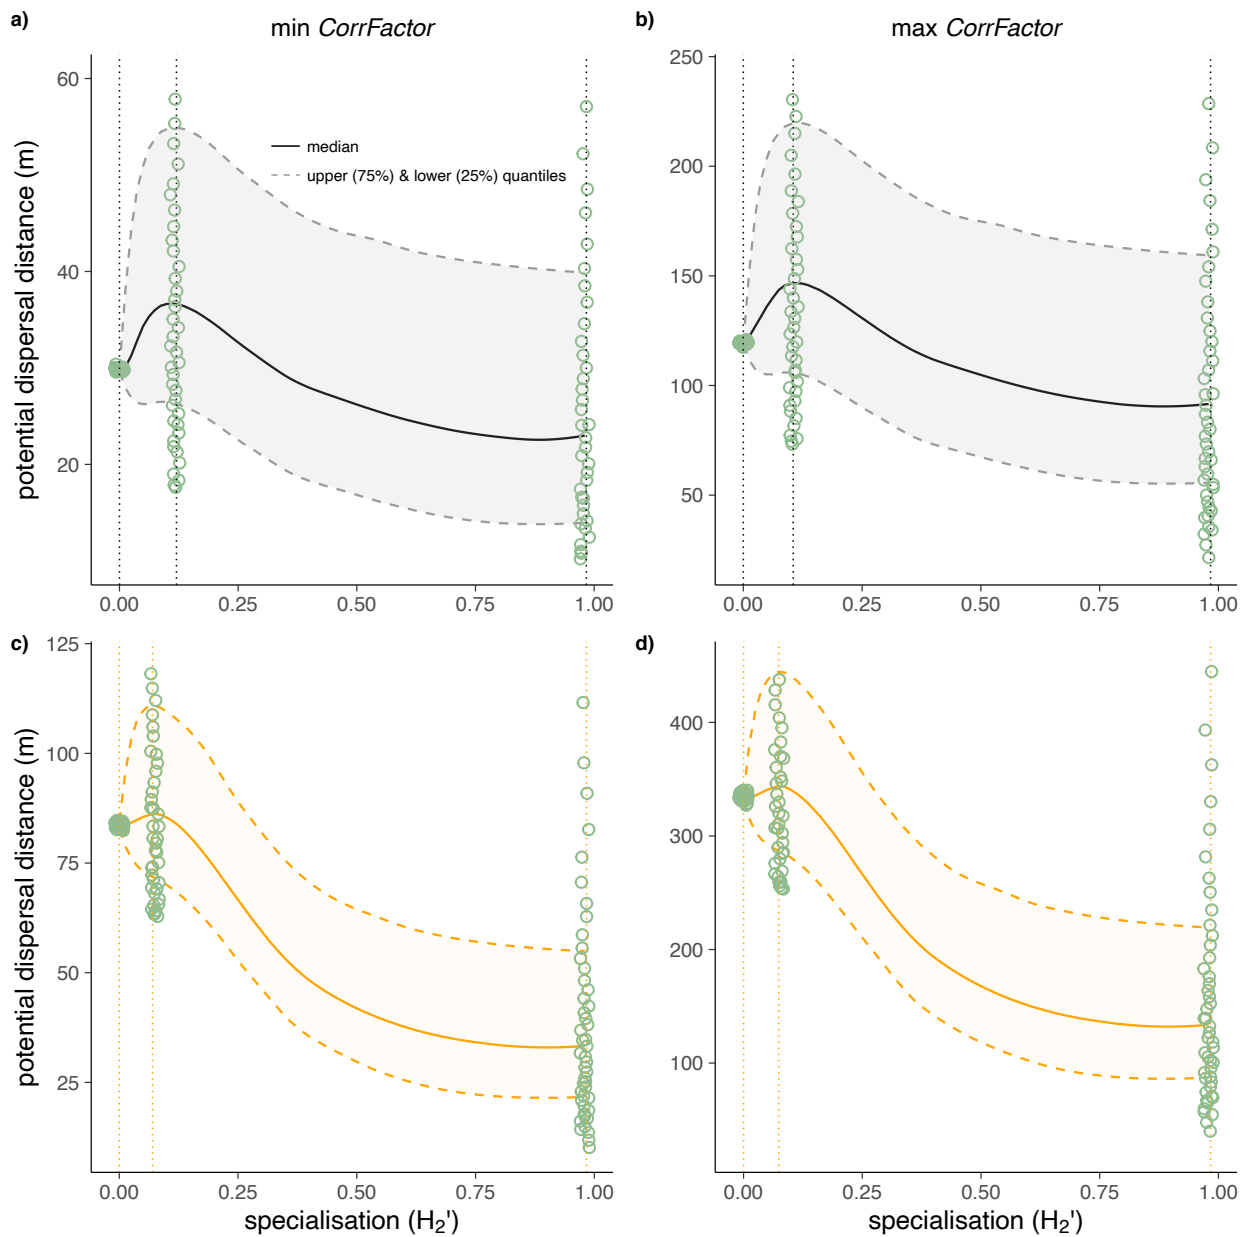 a)
min CorrFactor
b)
max CorrFactor
potential dispersal distance (m)
60
40
20
median
upper (75%) & lower (25%) quantiles
0.00 0.25 0.50 0.75 1.00
potential dispersal distance (m)
250
200
150
100
50
0.00 0.25 0.50 0.75 1.00
c)
potential dispersal distance (m)
125
100
75
50
25
0.00 0.25 0.50 0.75 1.00
specialisation (H₂')
d)
400
300
200
100
0.00 0.25 0.50 0.75 1.00
specialisation (H₂')